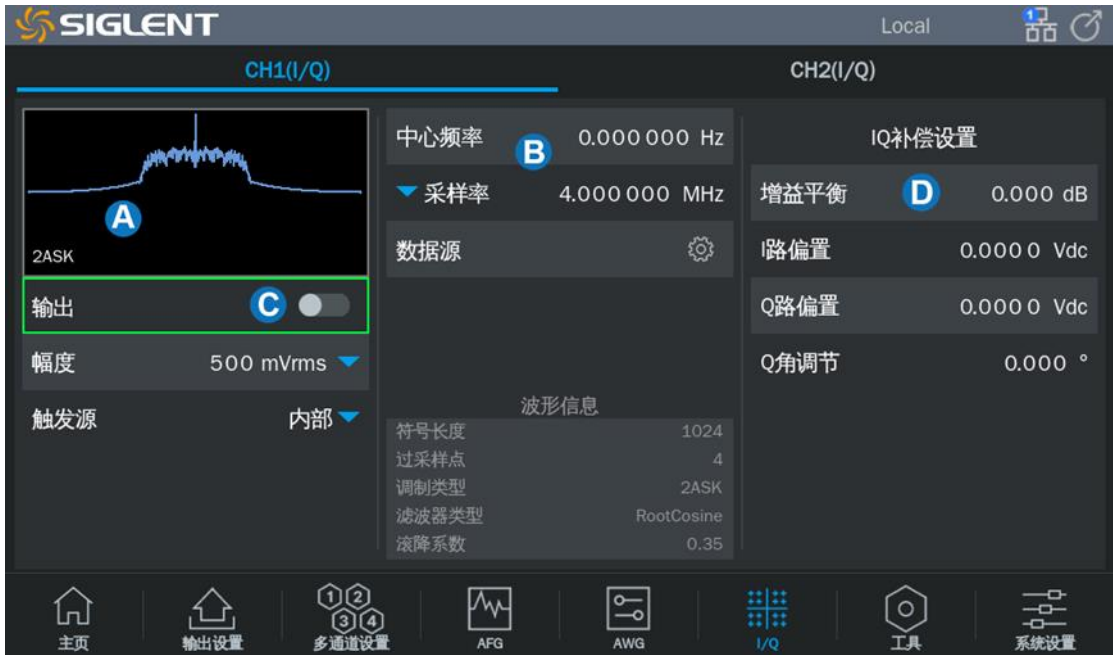 SIGLENT
Local
1
CH1(I/Q)
CH2(I/Q)
A
2ASK
输出
C
幅度 500 mVrms
触发源 内部
中心频率 B 0.000 000 Hz
采样率 4.000 000 MHz
数据源
波形信息
符号长度 1024
过采样点 4
调制类型 2ASK
滤波器类型 RootCosine
滚降系数 0.35
IQ补偿设置
增益平衡 D 0.000 dB
I路偏置 0.000 0 Vdc
Q路偏置 0.000 0 Vdc
Q角调节 0.000 °
主页
输出设置
1 2
3 4
多通道设置
AFG
AWG
I/Q
工具
系统设置